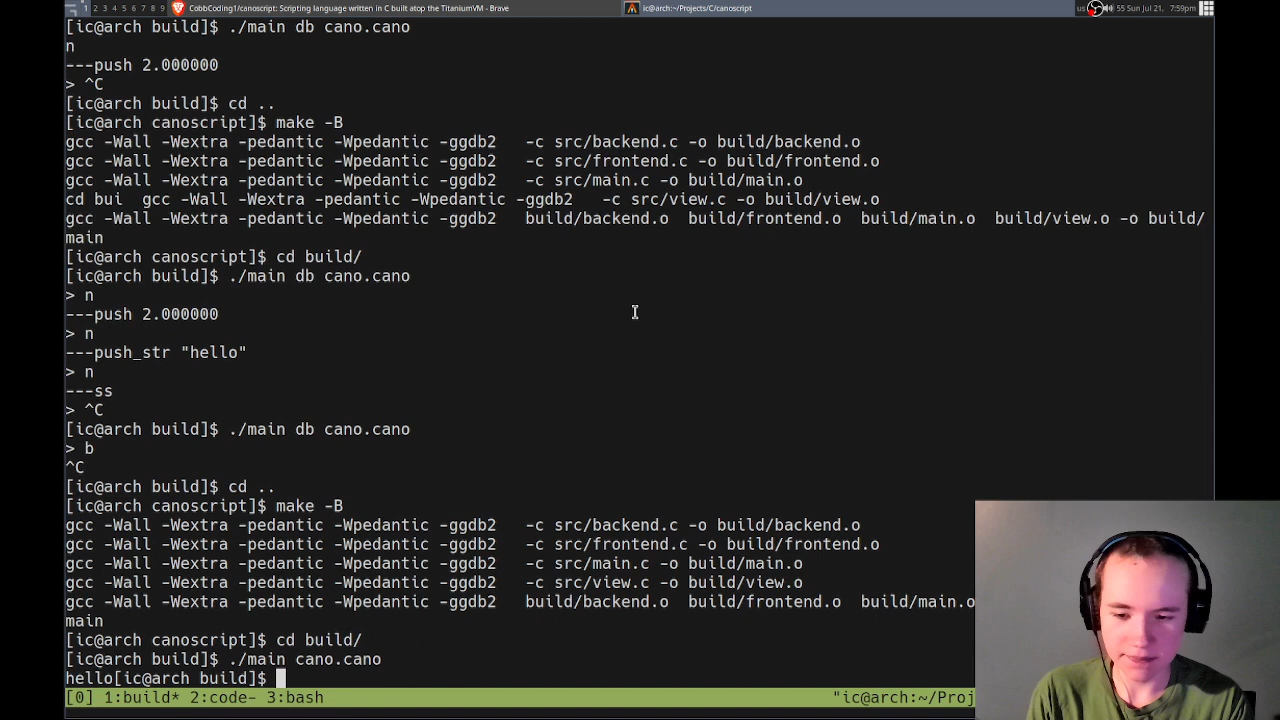 1 2 3 4 5 6 7 8 9 CobbCoding1/canoscript: Scripting language written in C built atop the TitaniumVM - Brave ic@arch:~/Projects/C/canoscript us 55 Sun Jul 21, 7:59pm
[ic@arch build]$ ./main db cano.cano
n
---push 2.000000
> ^C
[ic@arch build]$ cd ..
[ic@arch canoscript]$ make -B
gcc -Wall -Wextra -pedantic -Wpedantic -ggdb2   -c src/backend.c -o build/backend.o
gcc -Wall -Wextra -pedantic -Wpedantic -ggdb2   -c src/frontend.c -o build/frontend.o
gcc -Wall -Wextra -pedantic -Wpedantic -ggdb2   -c src/main.c -o build/main.o
cd bui  gcc -Wall -Wextra -pedantic -Wpedantic -ggdb2   -c src/view.c -o build/view.o
gcc -Wall -Wextra -pedantic -Wpedantic -ggdb2   build/backend.o  build/frontend.o  build/main.o  build/view.o -o build/
main
[ic@arch canoscript]$ cd build/
[ic@arch build]$ ./main db cano.cano
> n
---push 2.000000
> n
---push_str "hello"
> n
---ss
> ^C
[ic@arch build]$ ./main db cano.cano
> b
^C
[ic@arch build]$ cd ..
[ic@arch canoscript]$ make -B
gcc -Wall -Wextra -pedantic -Wpedantic -ggdb2   -c src/backend.c -o build/backend.o
gcc -Wall -Wextra -pedantic -Wpedantic -ggdb2   -c src/frontend.c -o build/frontend.o
gcc -Wall -Wextra -pedantic -Wpedantic -ggdb2   -c src/main.c -o build/main.o
gcc -Wall -Wextra -pedantic -Wpedantic -ggdb2   -c src/view.c -o build/view.o
gcc -Wall -Wextra -pedantic -Wpedantic -ggdb2   build/backend.o  build/frontend.o  build/main.o
main
[ic@arch canoscript]$ cd build/
[ic@arch build]$ ./main cano.cano
hello[ic@arch build]$
[0] 1:build* 2:code- 3:bash "ic@arch:~/Proj